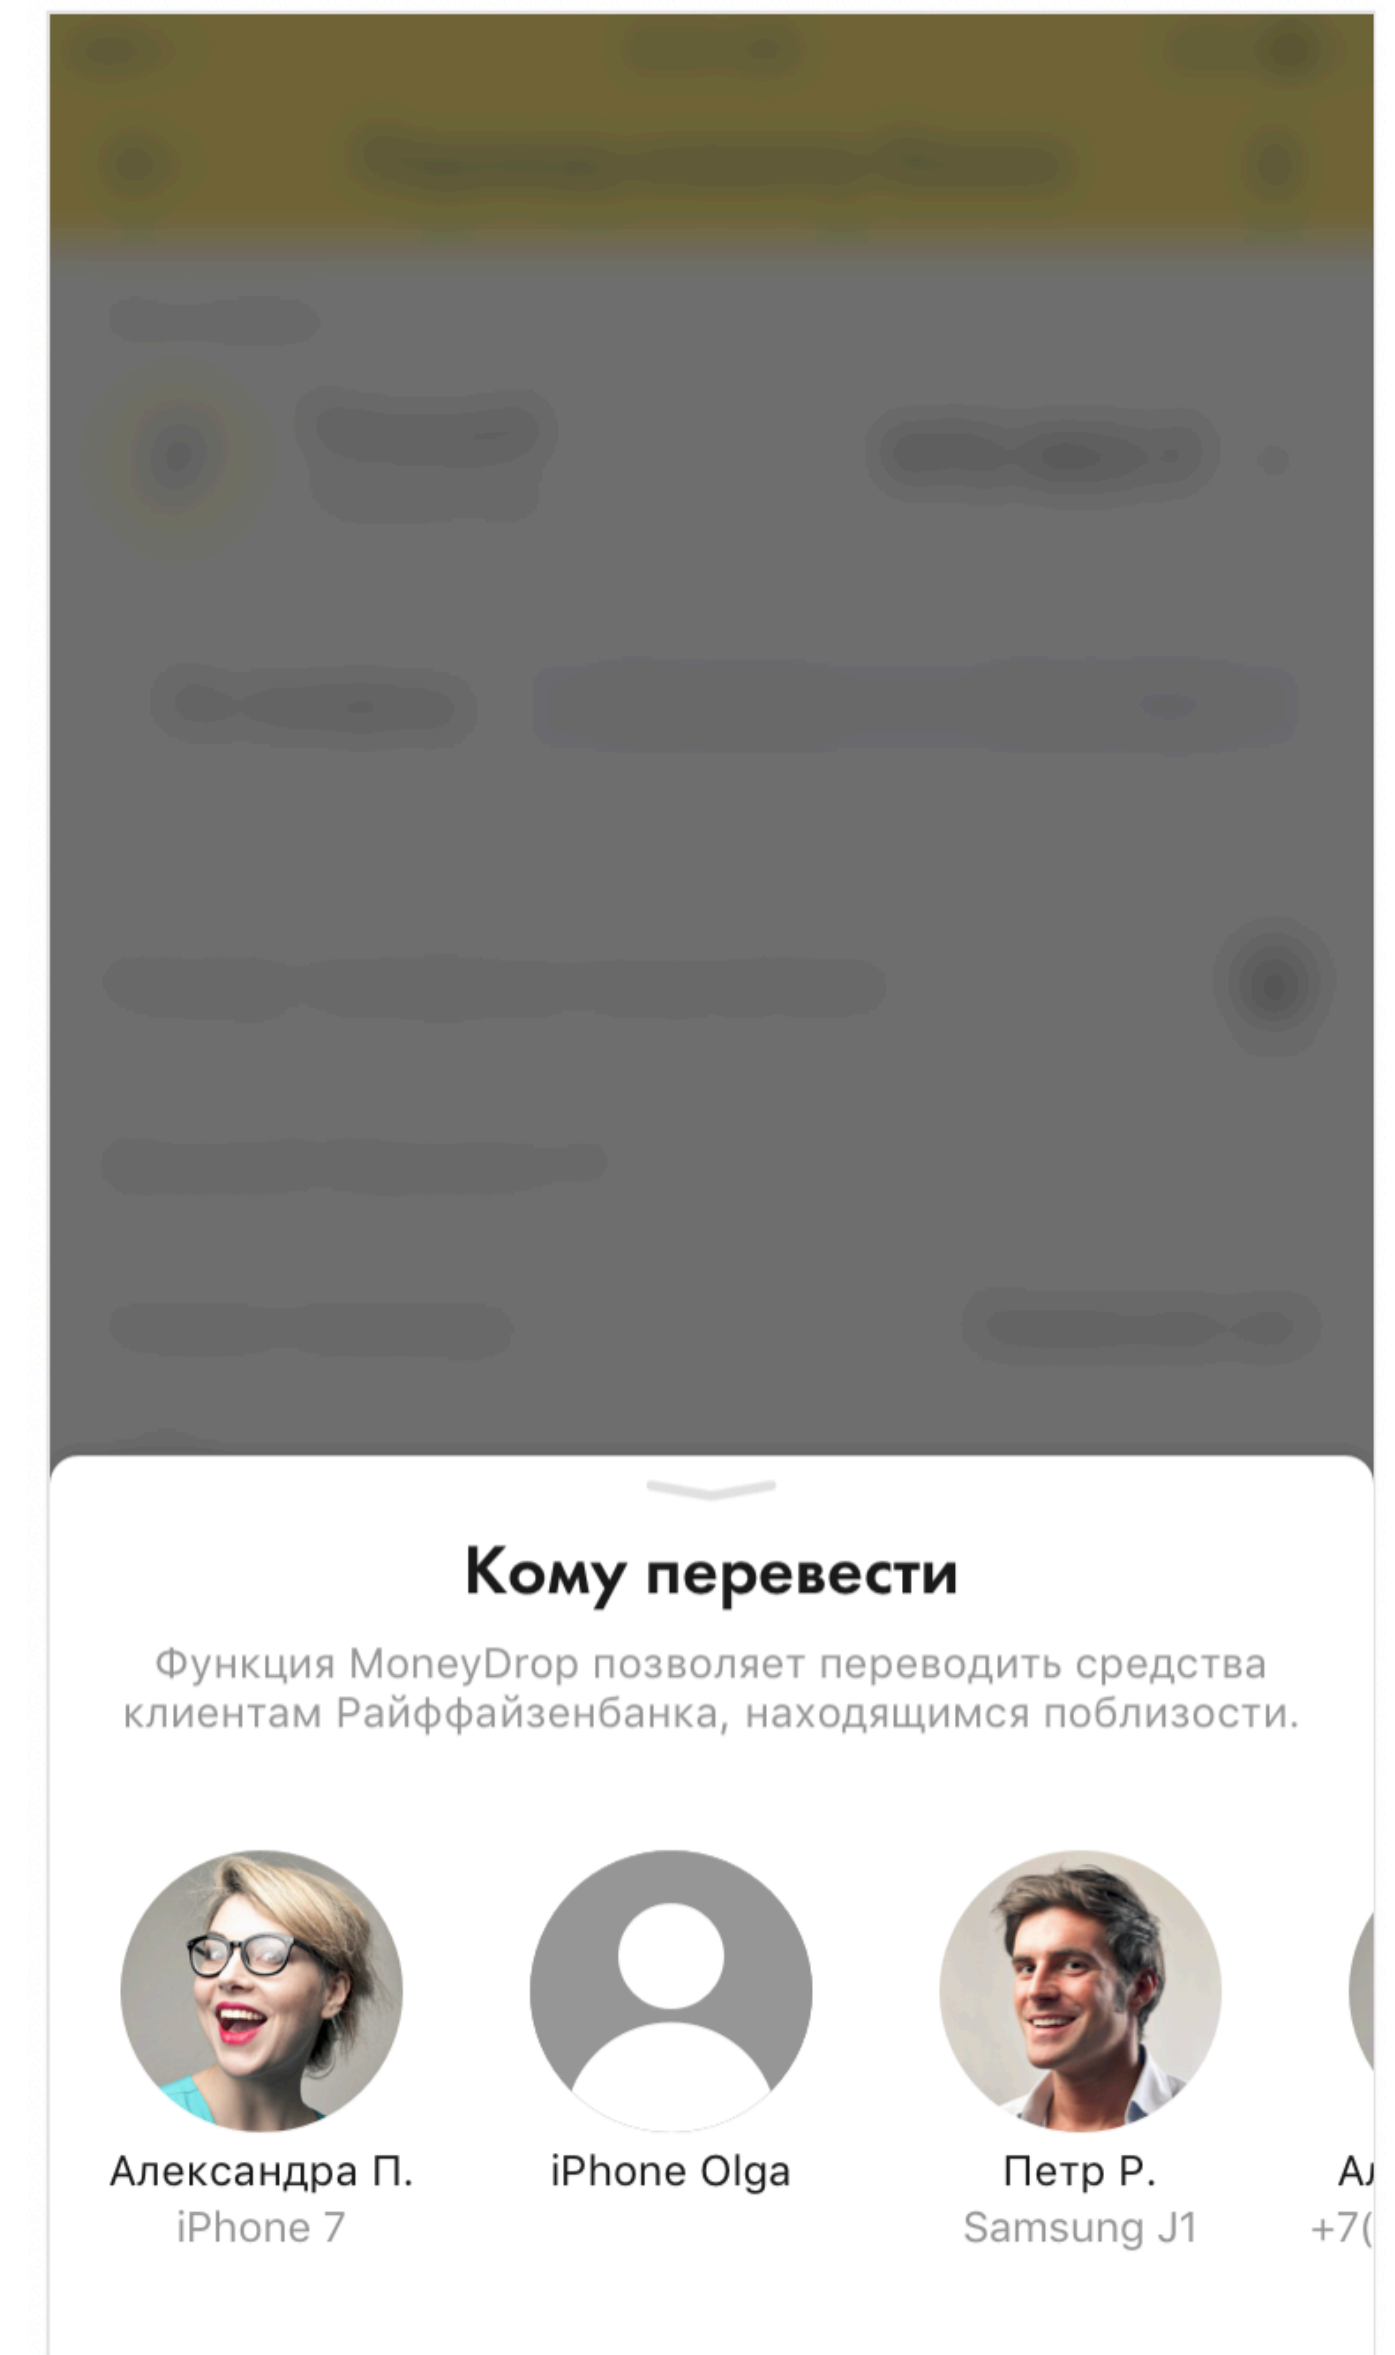 Кому перевести
Функция MoneyDrop позволяет переводить средства
клиентам Райффайзенбанка, находящимся поблизости.
Александра П.
iPhone 7
iPhone Olga
Петр Р.
Samsung J1
+7(